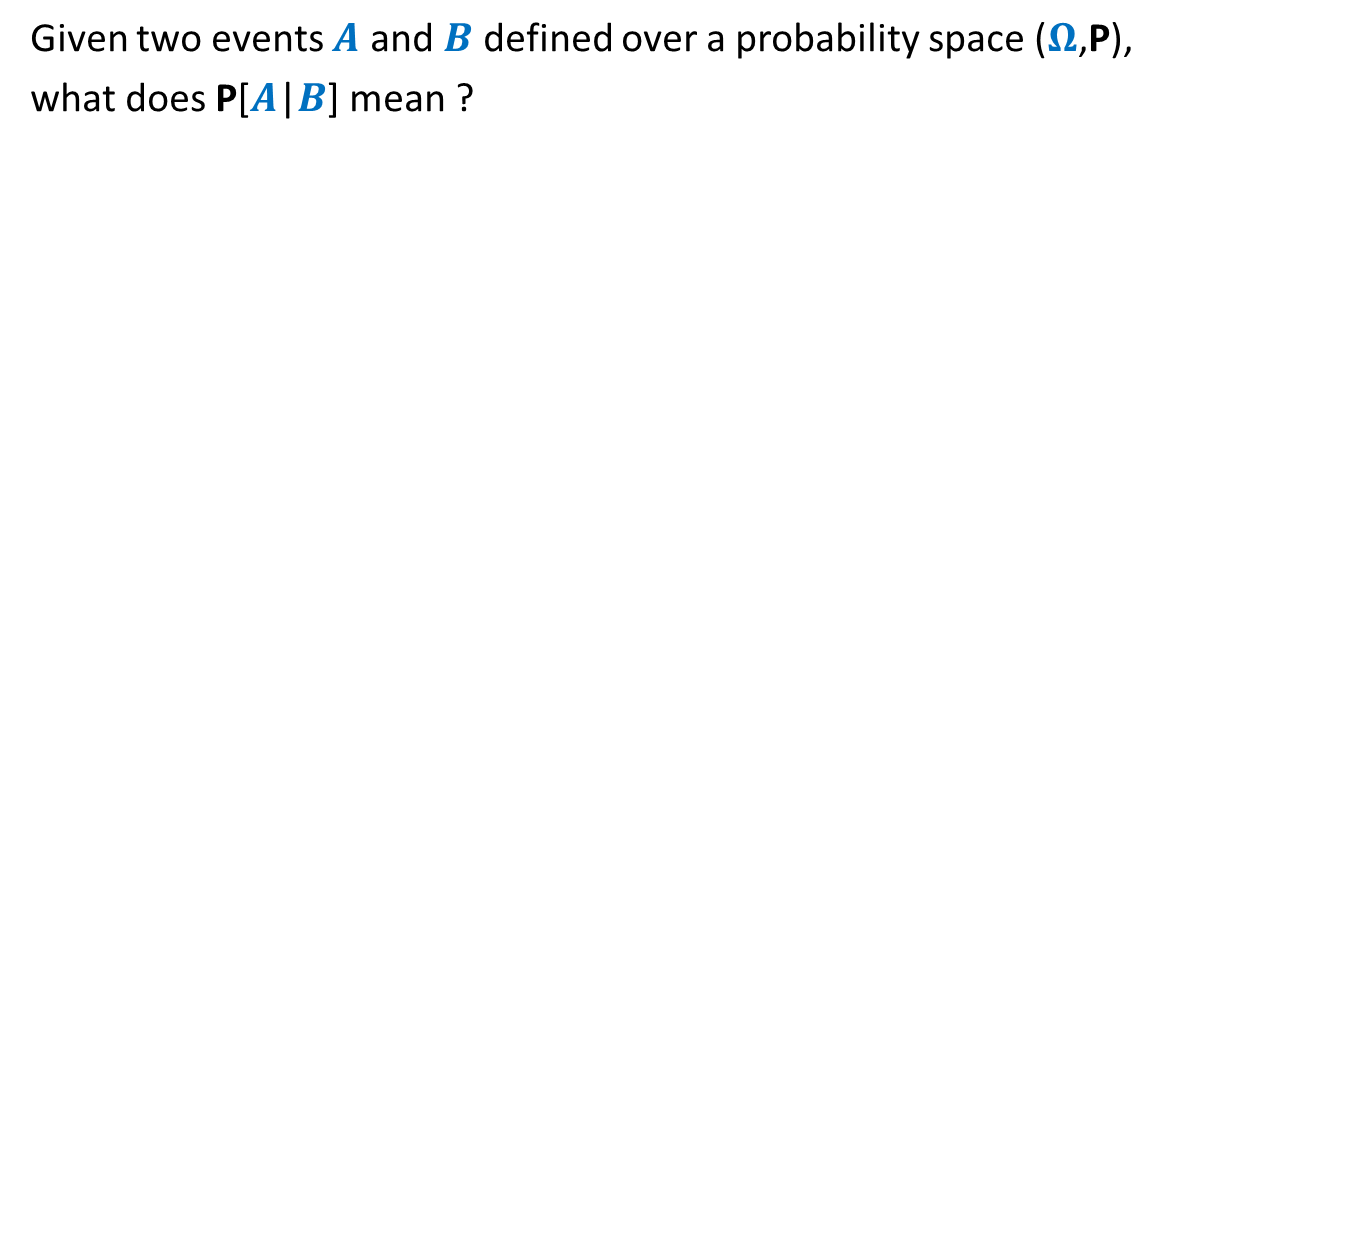 Given two events A and B defined over a probability space (Ω,P),
what does P[A|B] mean ?